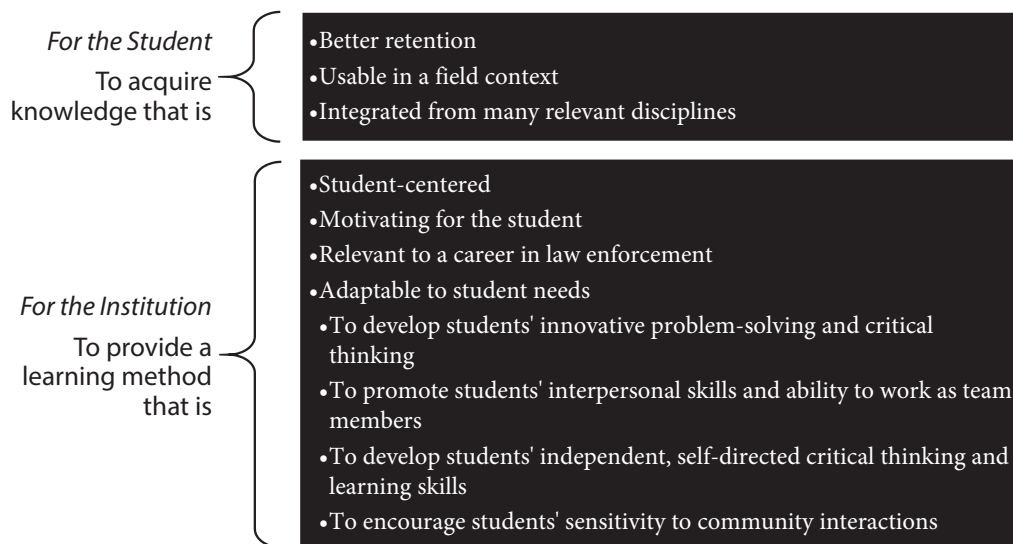 For the Student
To acquire
knowledge that is
•Better retention
•Usable in a field context
•Integrated from many relevant disciplines
For the Institution
To provide a
learning method
that is
•Student-centered
•Motivating for the student
•Relevant to a career in law enforcement
•Adaptable to student needs
•To develop students' innovative problem-solving and critical
thinking
•To promote students' interpersonal skills and ability to work as team
members
•To develop students' independent, self-directed critical thinking and
learning skills
•To encourage students' sensitivity to community interactions